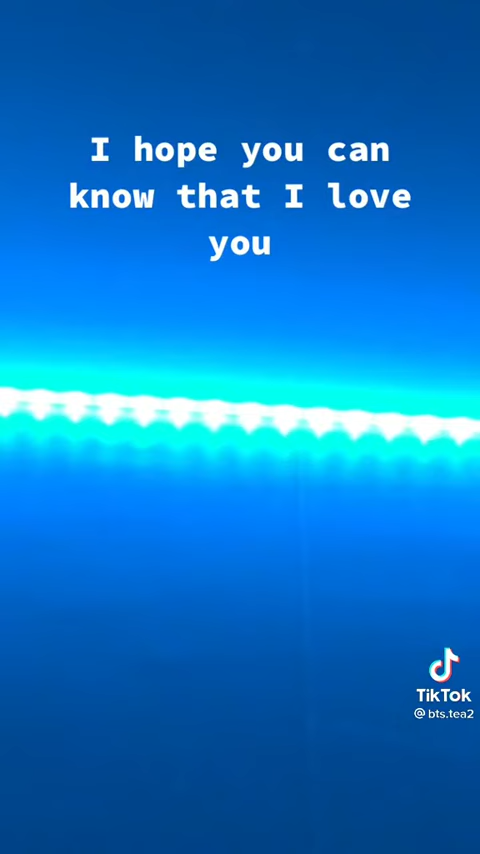 I hope you can
know that I love
you
TikTok
@bts.tea2